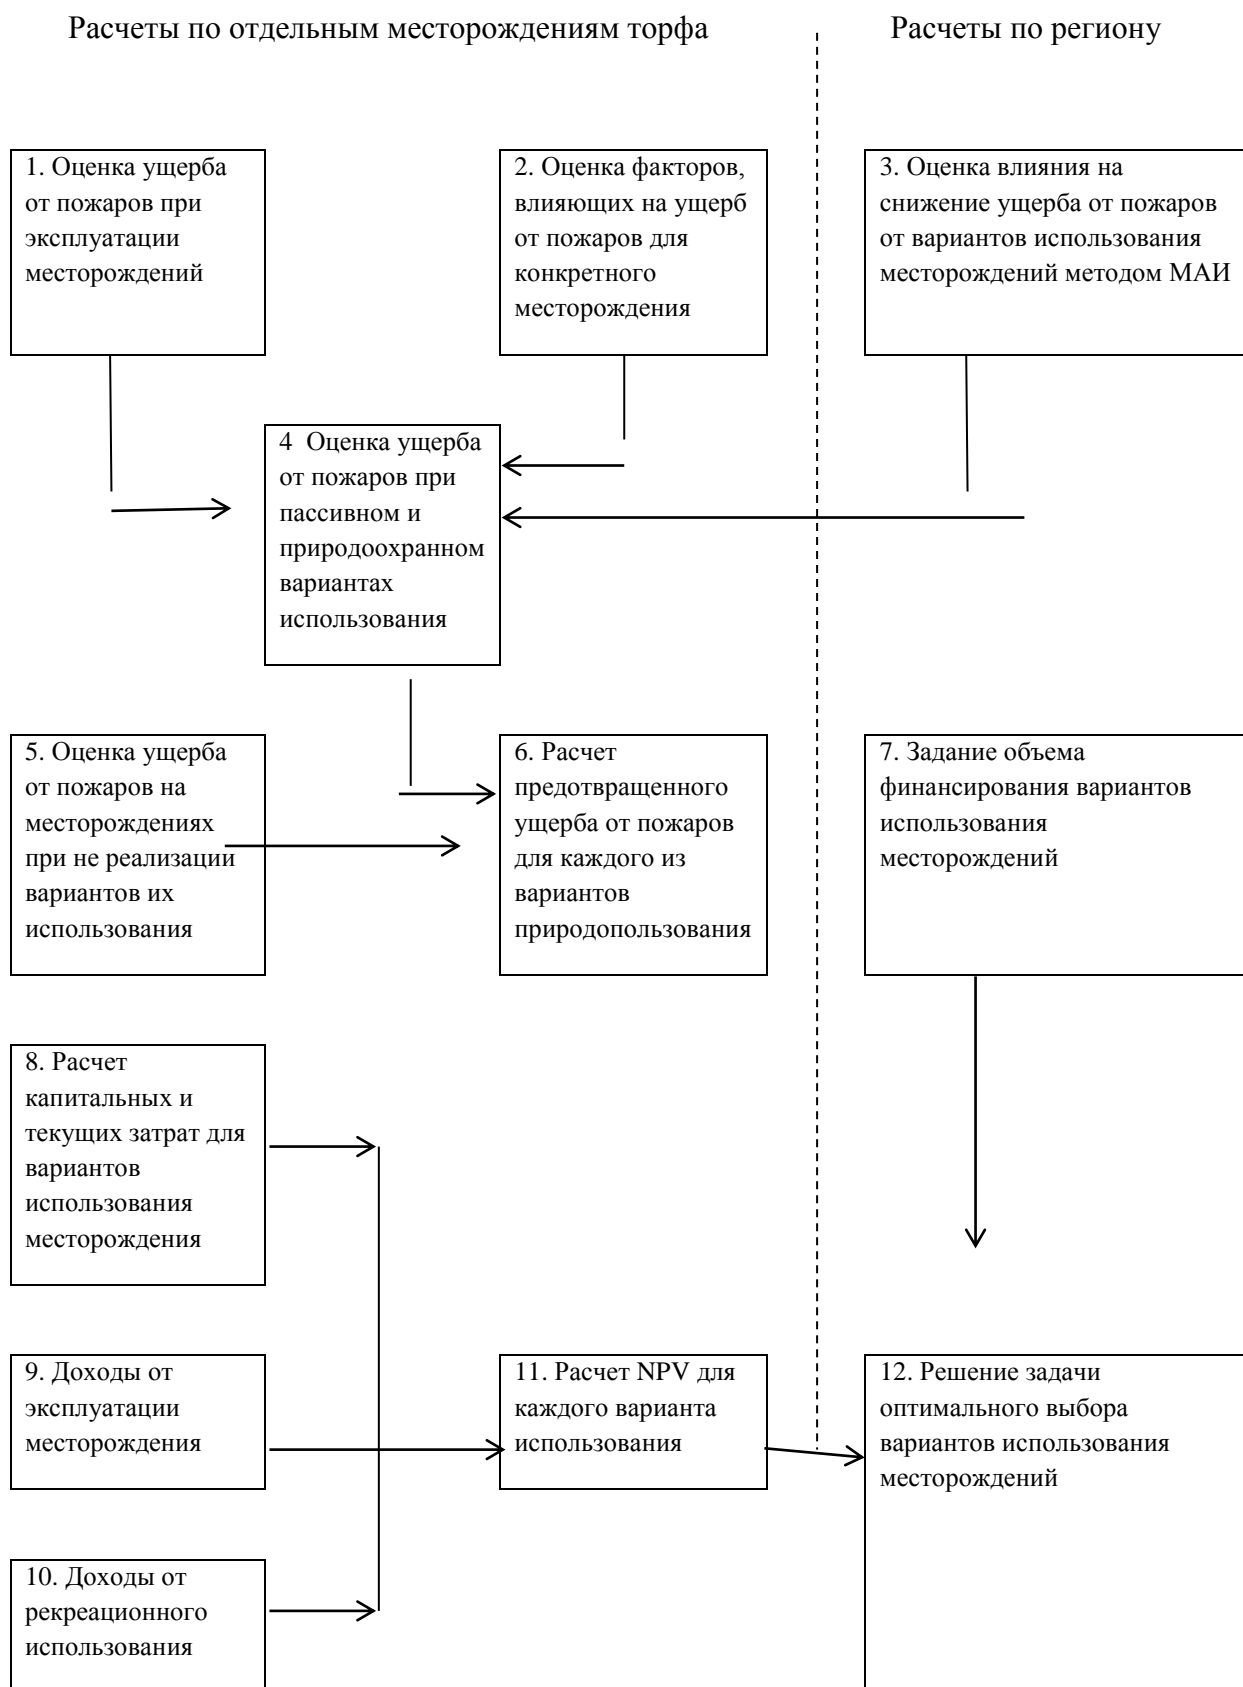 Расчеты по отдельным месторождениям торфа
Расчеты по региону
1. Оценка ущерба
от пожаров при
эксплуатации
месторождений
2. Оценка факторов,
влияющих на ущерб
от пожаров для
конкретного
месторождения
3. Оценка влияния на
снижение ущерба от пожаров
от вариантов использования
месторождений методом МАИ
4 Оценка ущерба
от пожаров при
пассивном и
природоохранном
вариантах
использования
5. Оценка ущерба
от пожаров на
месторождениях
при не реализации
вариантов их
использования
6. Расчет
предотвращенного
ущерба от пожаров
для каждого из
вариантов
природопользования
7. Задание объема
финансирования вариантов
использования
месторождений
8. Расчет
капитальных и
текущих затрат для
вариантов
использования
месторождения
9. Доходы от
эксплуатации
месторождения
11. Расчет NPV для
каждого варианта
использования
12. Решение задачи
оптимального выбора
вариантов использования
месторождений
10. Доходы от
рекреационного
использования